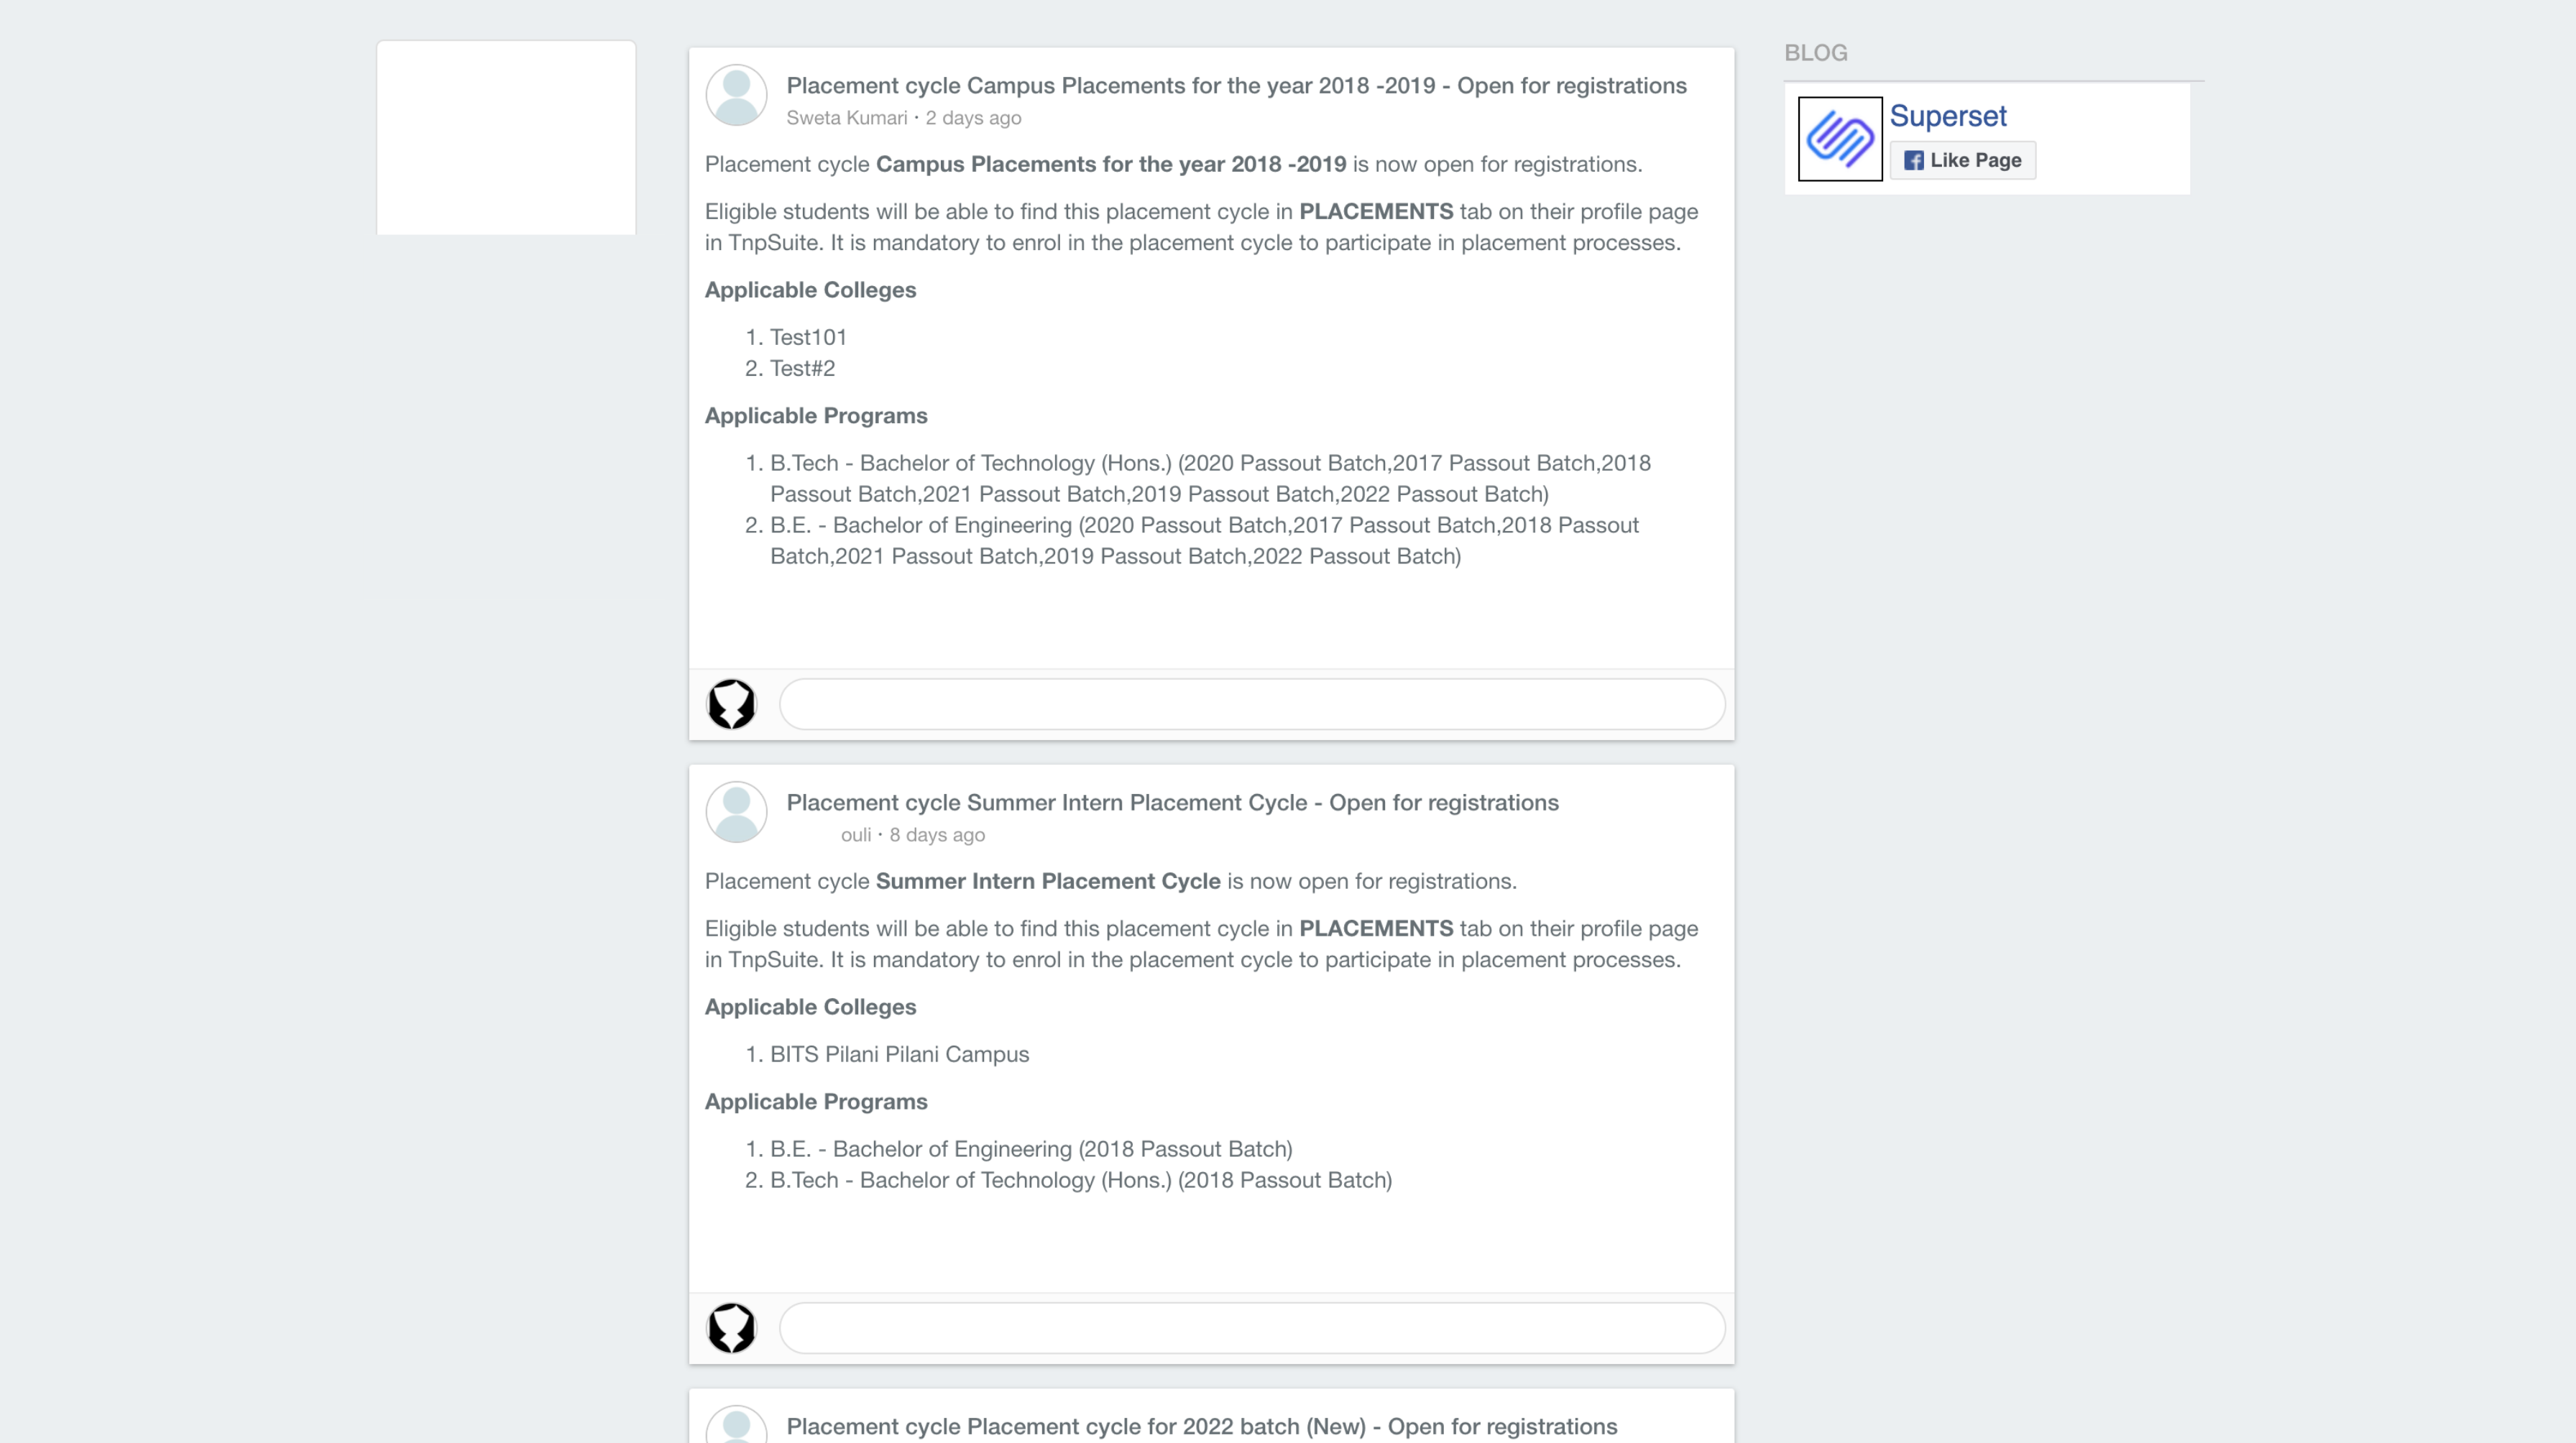 Placement cycle Campus Placements for the year 2018 -2019 - Open for registrations
Sweta Kumari · 2 days ago
Placement cycle Campus Placements for the year 2018 -2019 is now open for registrations.
Eligible students will be able to find this placement cycle in PLACEMENTS tab on their profile page
in TnpSuite. It is mandatory to enrol in the placement cycle to participate in placement processes.
Applicable Colleges
1. Test101
2. Test#2
Applicable Programs
1. B.Tech - Bachelor of Technology (Hons.) (2020 Passout Batch,2017 Passout Batch,2018
Passout Batch,2021 Passout Batch,2019 Passout Batch,2022 Passout Batch)
2. B.E. - Bachelor of Engineering (2020 Passout Batch,2017 Passout Batch,2018 Passout
Batch,2021 Passout Batch,2019 Passout Batch,2022 Passout Batch)
Placement cycle Summer Intern Placement Cycle - Open for registrations
ouli · 8 days ago
Placement cycle Summer Intern Placement Cycle is now open for registrations.
Eligible students will be able to find this placement cycle in PLACEMENTS tab on their profile page
in TnpSuite. It is mandatory to enrol in the placement cycle to participate in placement processes.
Applicable Colleges
1. BITS Pilani Pilani Campus
Applicable Programs
1. B.E. - Bachelor of Engineering (2018 Passout Batch)
2. B.Tech - Bachelor of Technology (Hons.) (2018 Passout Batch)
Placement cycle Placement cycle for 2022 batch (New) - Open for registrations
BLOG
Superset
Like Page